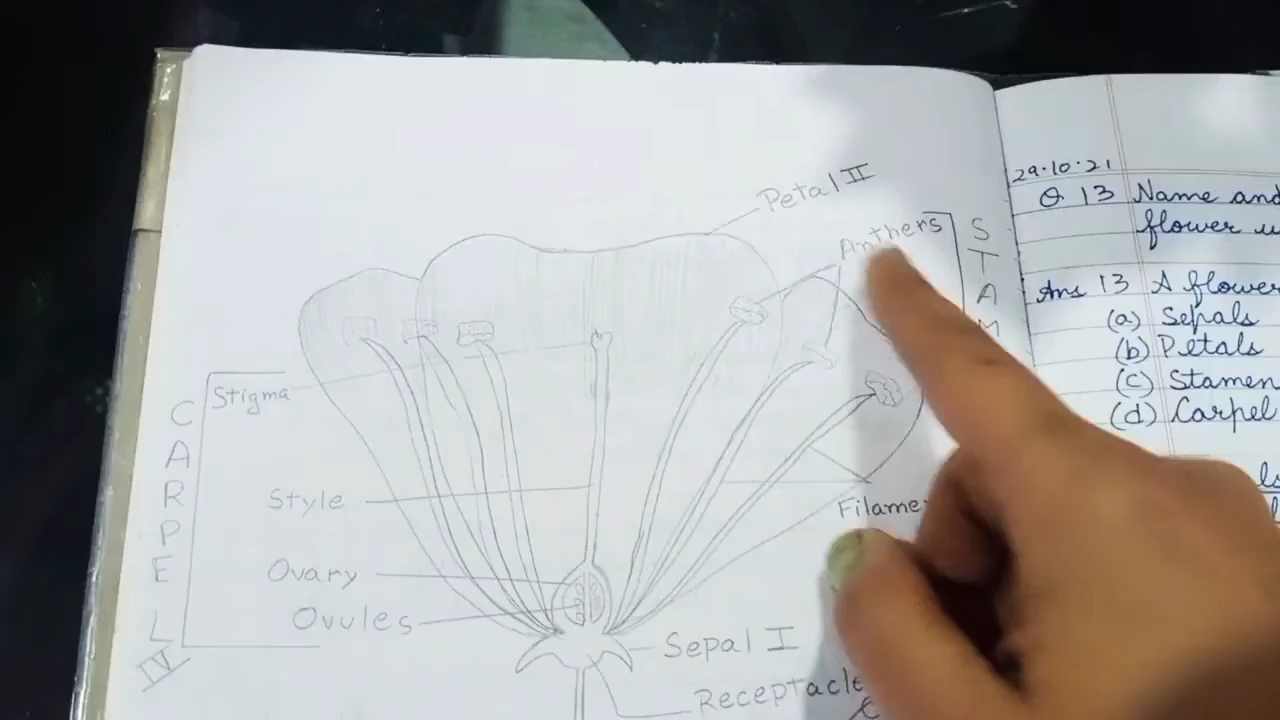 Petal II
Anthers
S
T
A
M
Stigma
C
A
R
P
E
L
IV
Style
Ovary
Ovules
Sepal I
Receptacle
29.10.21
Q 13 Name and
flower
Ans 13 A flower
(a) Sepals
(b) Petals
(c) Stamen
(d) Carpel